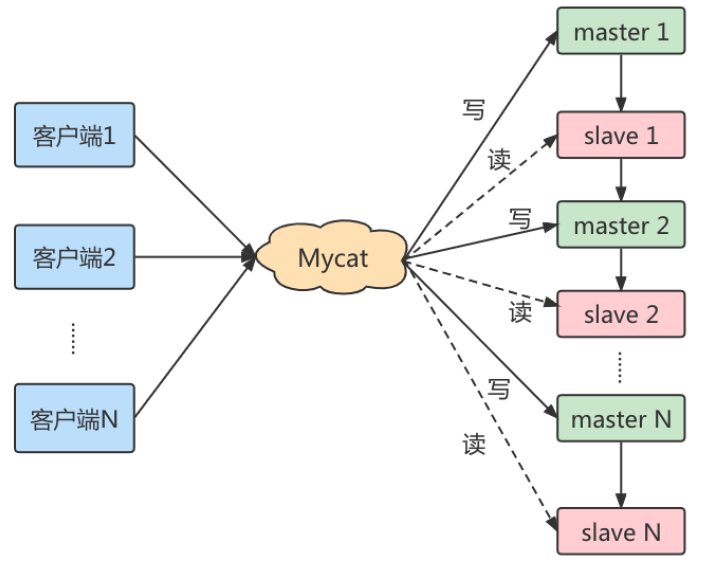 客户端1
客户端2
客户端N
Mycat
写
读
写
读
写
读
master 1
slave 1
master 2
slave 2
master N
slave N